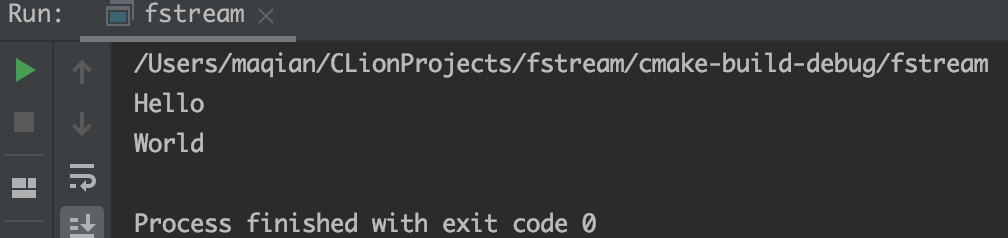 Run: fstream
/Users/maqian/CLionProjects/fstream/cmake-build-debug/fstream
Hello
World
Process finished with exit code 0